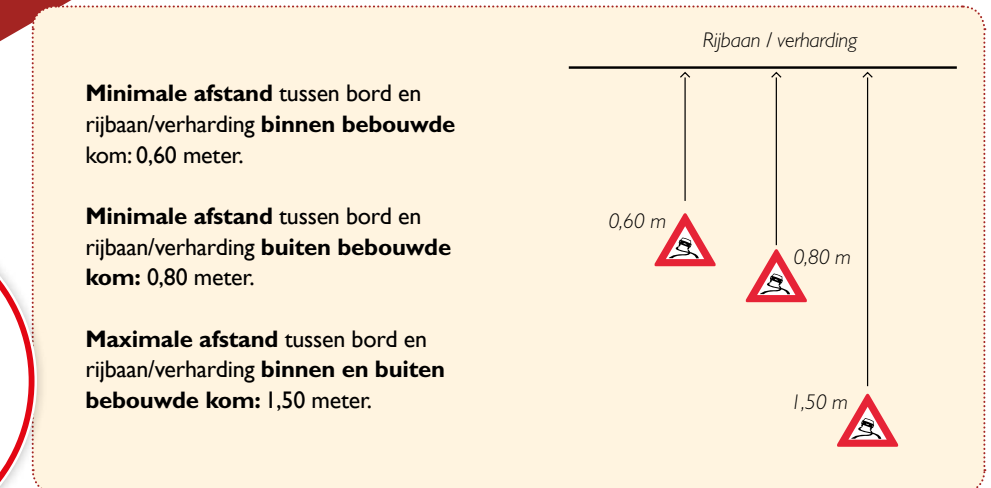 Minimale afstand tussen bord en
rijbaan/verharding binnen bebouwde
kom: 0,60 meter.
Minimale afstand tussen bord en
rijbaan/verharding buiten bebouwde
kom: 0,80 meter.
Maximale afstand tussen bord en
rijbaan/verharding binnen en buiten
bebouwde kom: 1,50 meter.
Rijbaan / verharding
0,60 m
0,80 m
1,50 m